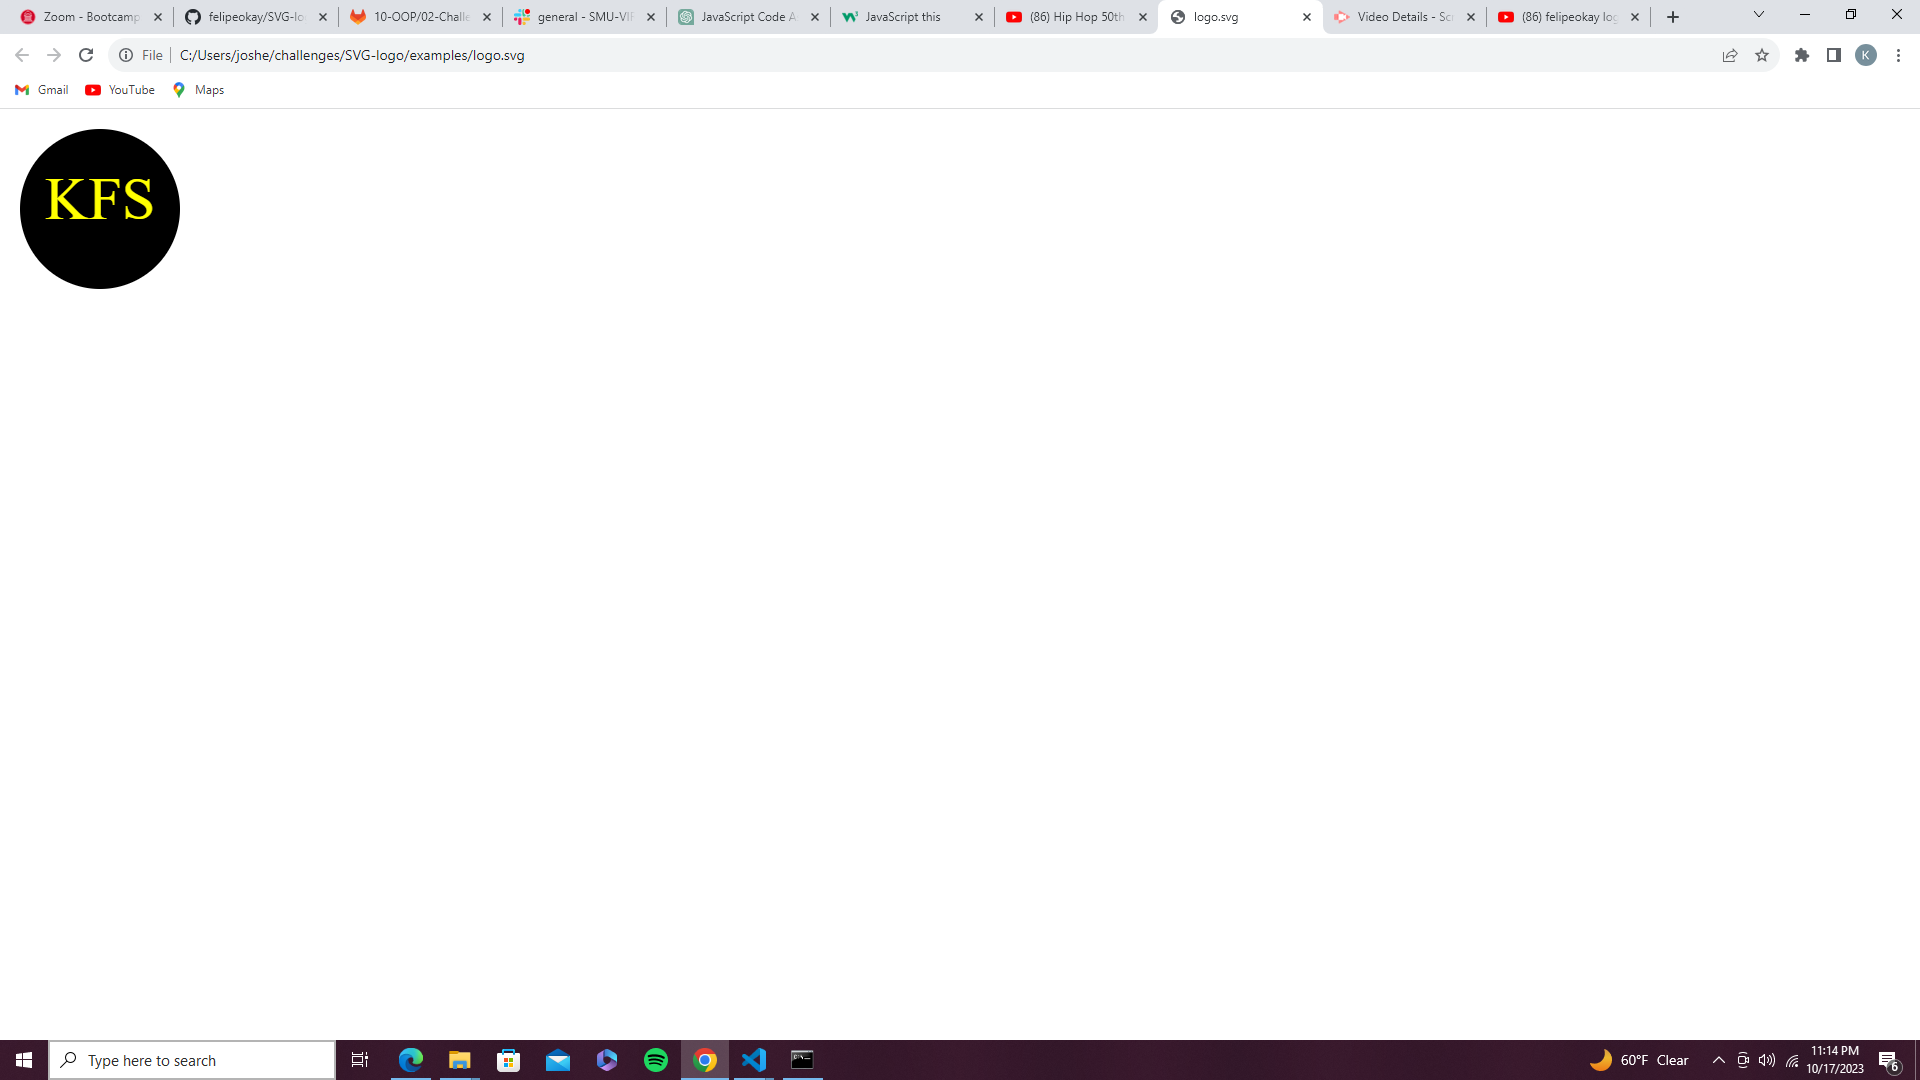 Zoom - Bootcamp
felipeokay/SVG-lo
10-OOP/02-Challe
general - SMU-VIR
JavaScript Code A
JavaScript this
(86) Hip Hop 50th
logo.svg
Video Details - Scr
(86) felipeokay log
File
C:/Users/joshe/challenges/SVG-logo/examples/logo.svg
K
Gmail
YouTube
Maps
KFS
Type here to search
60°F Clear
11:14 PM
10/17/2023
6